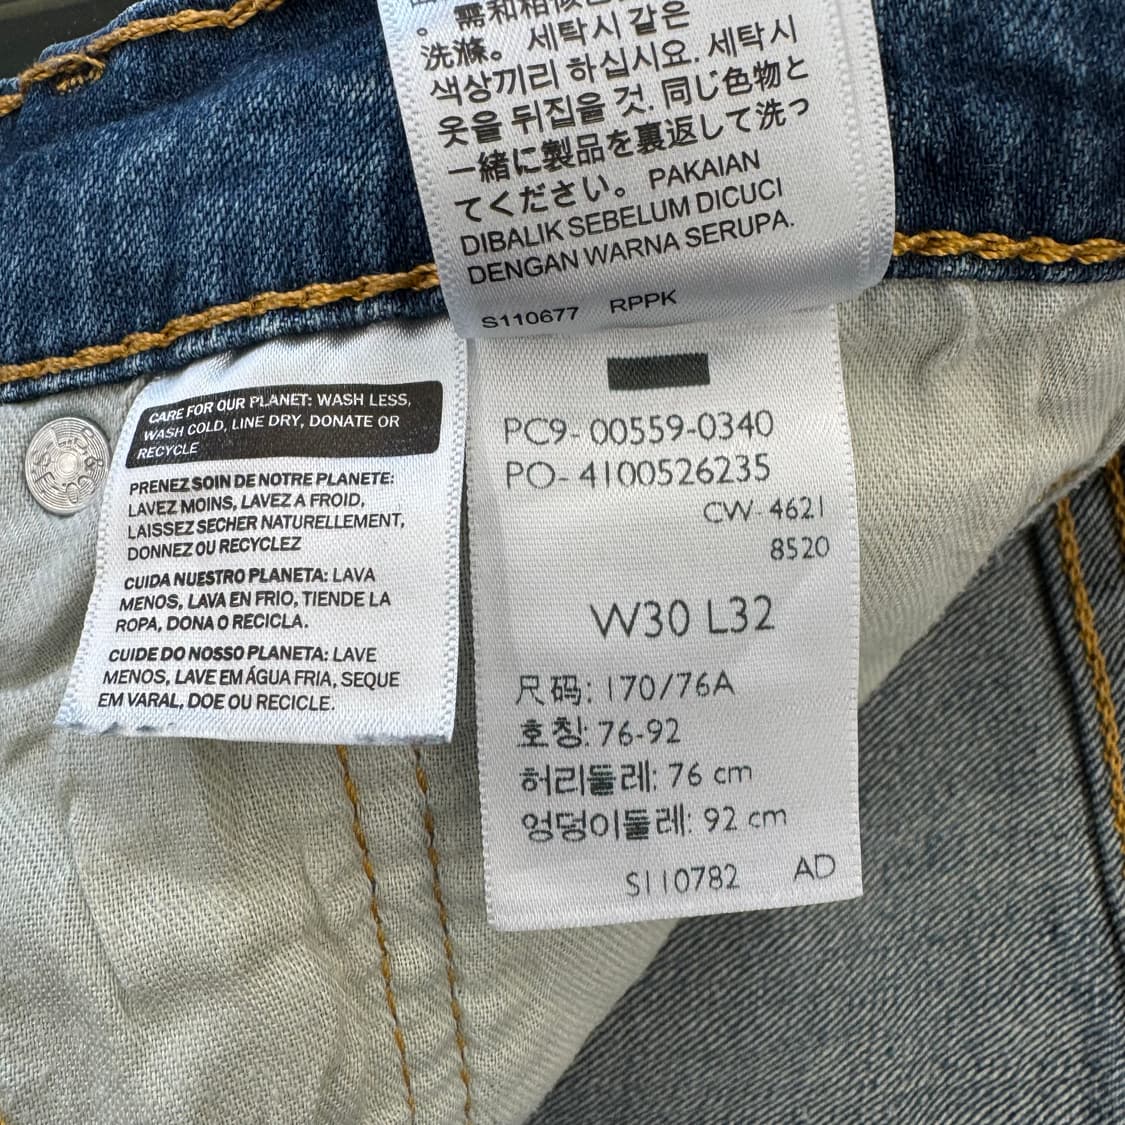 。需和相似
洗滌。세탁시 같은
색상끼리 하십시요. 세탁시
옷을 뒤집을 것. 同じ色物と
一緒に製品を裏返して洗っ
てください。 PAKAIAN
DIBALIK SEBELUM DICUCI
DENGAN WARNA SERUPA.
S110677 RPPK
CARE FOR OUR PLANET: WASH LESS,
WASH COLD, LINE DRY, DONATE OR
RECYCLE
PRENEZ SOIN DE NOTRE PLANETE:
LAVEZ MOINS, LAVEZ A FROID,
LAISSEZ SECHER NATURELLEMENT,
DONNEZ OU RECYCLEZ
CUIDA NUESTRO PLANETA: LAVA
MENOS, LAVA EN FRIO, TIENDE LA
ROPA, DONA O RECICLA.
CUIDE DO NOSSO PLANETA: LAVE
MENOS, LAVE EM ÁGUA FRIA, SEQUE
EM VARAL, DOE OU RECICLE.
PC9-00559-0340
PO-4100526235
CW-4621
8520
W30 L32
尺码: 170/76A
호칭: 76-92
허리둘레: 76 cm
엉덩이둘레: 92 cm
S110782 AD